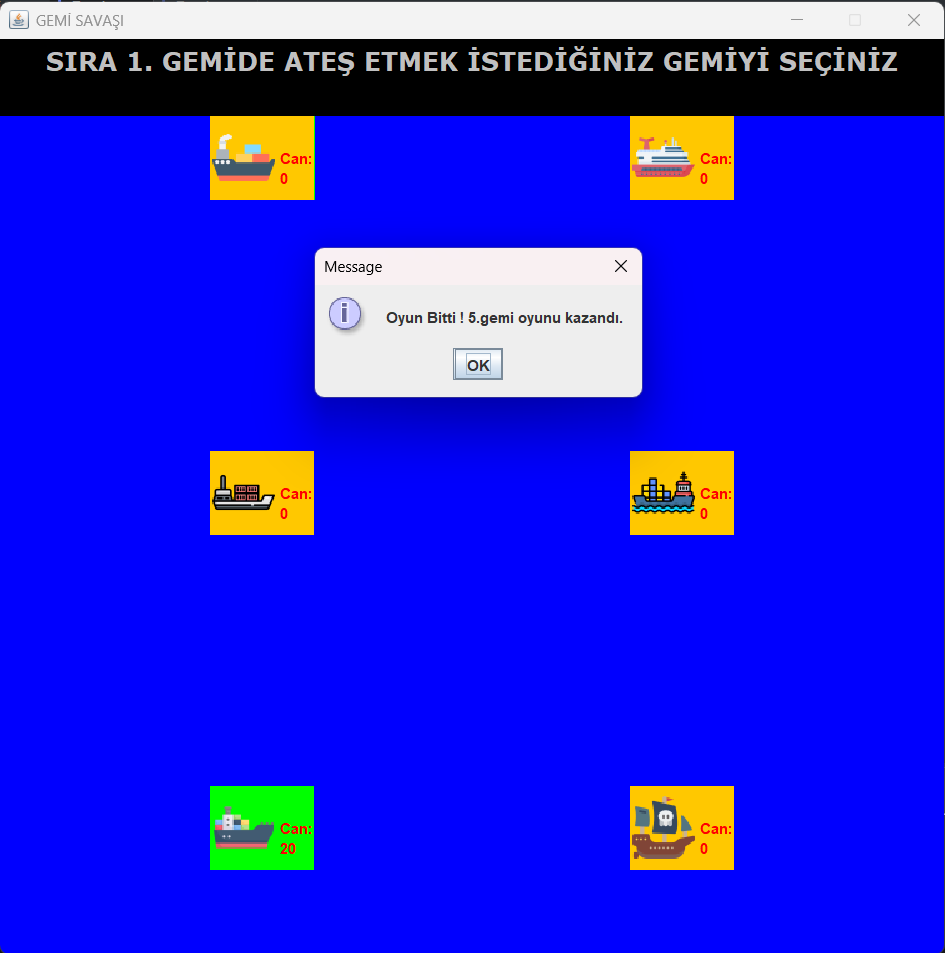 GEMİ SAVAŞI
SIRA 1. GEMİDE ATEŞ ETMEK İSTEDİĞİNİZ GEMİYİ SEÇİNİZ
Can:
0
Can:
0
Message
Oyun Bitti ! 5.gemi oyunu kazandı.
OK
Can:
0
Can:
0
Can:
20
Can:
0